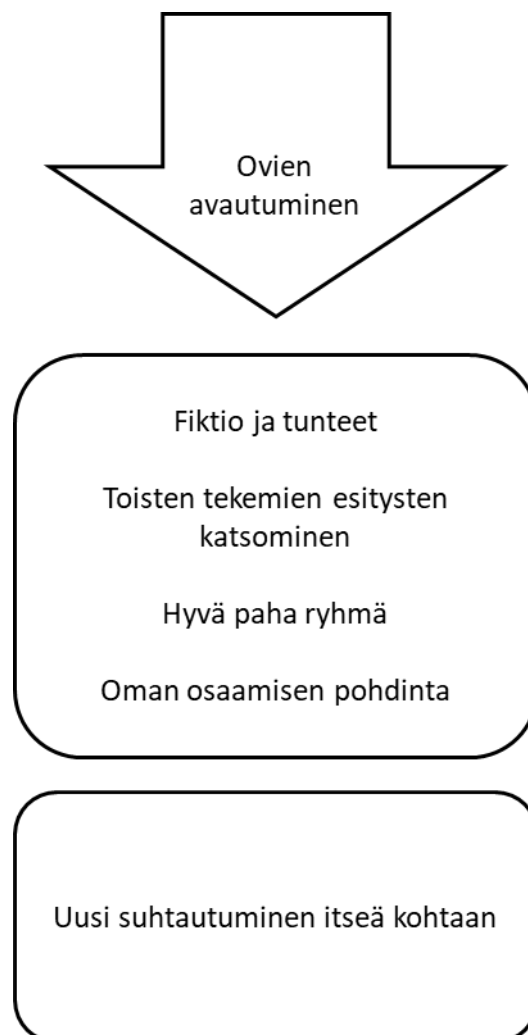 Ovien
avautuminen
Fiktio ja tunteet
Toisten tekemien esitysten
katsominen
Hyvä paha ryhmä
Oman osaamisen pohdinta
Uusi suhtautuminen itseä kohtaan